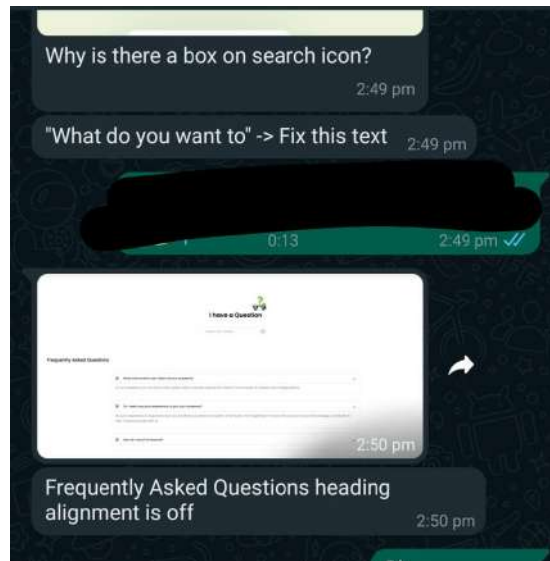 Why is there a box on search icon?
2:49 pm
"What do you want to" -> Fix this text
2:49 pm
0:13
2:49 pm
I have a Question
Frequently Asked Questions
2:50 pm
Frequently Asked Questions heading
alignment is off
2:50 pm